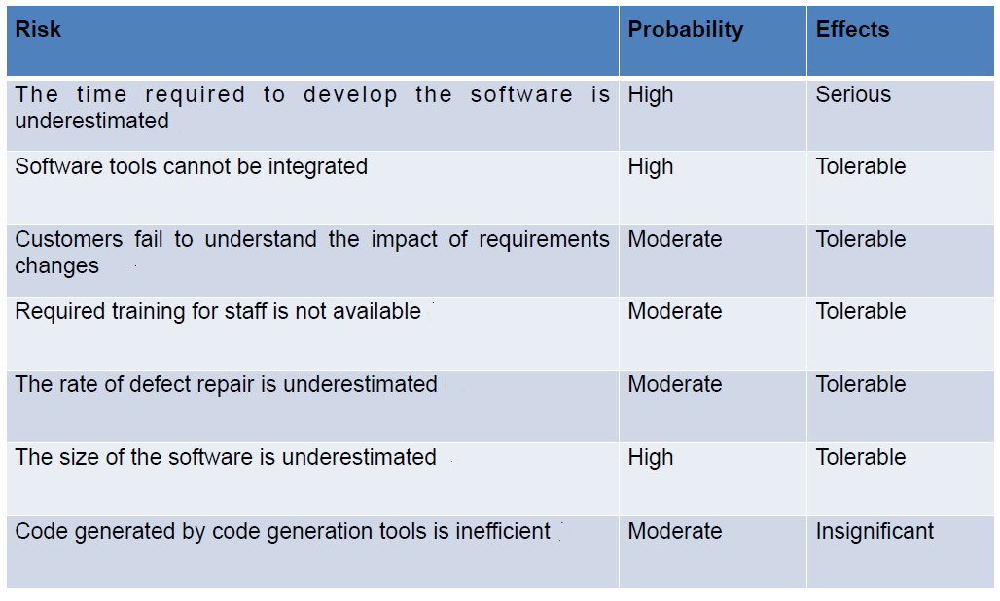 Risk Probability Effects
The time required to develop the software is High Serious
underestimated
Software tools cannot be integrated High Tolerable
Customers fail to understand the impact of requirements Moderate Tolerable
changes
Required training for staff is not available Moderate Tolerable
The rate of defect repair is underestimated Moderate Tolerable
The size of the software is underestimated High Tolerable
Code generated by code generation tools is inefficient Moderate Insignificant